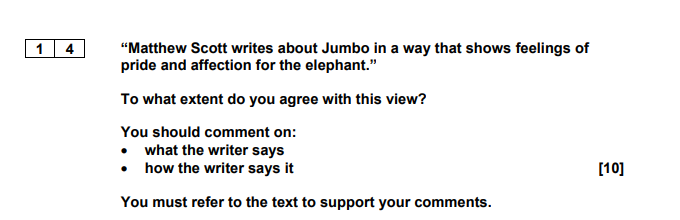 1 4 "Matthew Scott writes about Jumbo in a way that shows feelings of
pride and affection for the elephant."
To what extent do you agree with this view?
You should comment on:
• what the writer says
• how the writer says it [10]
You must refer to the text to support your comments.